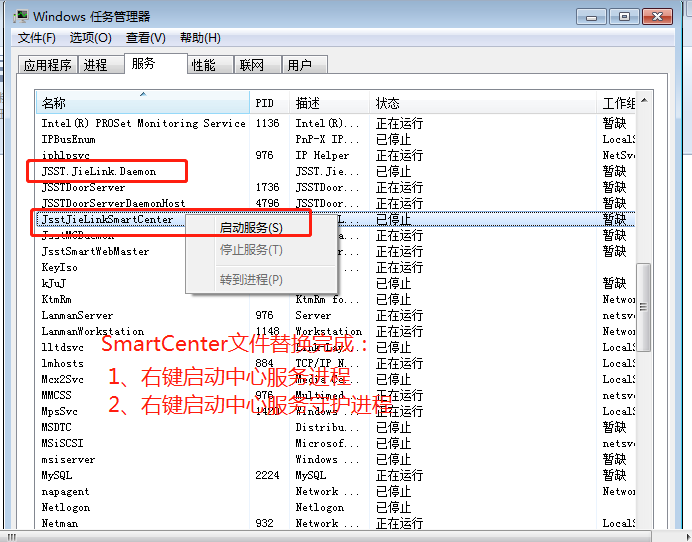 Windows 任务管理器
文件(F) 选项(O) 查看(V) 帮助(H)
应用程序 进程 服务 性能 联网 用户
名称 PID 描述 状态 工作组
Intel(R) PROSet Monitoring Service 1136 Intel(R)... 正在运行 暂缺
IPBusEnum PnP-X IP... 已停止 LocalS
iphlpsvc 976 IP Helper 正在运行 NetSv
JSST.JieLink.Daemon JSST.Jie... 已停止 暂缺
JSSTDoorServer 1736 JSSTDoor... 正在运行 暂缺
JSSTDoorServerDaemonHost 4796 JSSTDoor... 正在运行 暂缺
JsstJieLinkSmartCenter L... 已停止 暂缺
启动服务(S)
JsstMCDaemon 正在运行 暂缺
停止服务(T)
JsstSmartWebMaster 正在运行 暂缺
KeyIso 正在运行
转到进程(P)
kJuJ 已停止 暂缺
KtmRm KtmRm fo... 已停止 Networ
LanmanServer 976 Server 正在运行
LanmanWorkstation 1148 Workstation 正在运行 Networ
SmartCenter文件替换完成：
lltdsvc Link-Lay... 已停止 LocalS
lmhosts 884 TCP/IP N... 正在运行 LocalS
1、右键启动中心服务进程
Mcx2Svc Media Ce... 已停止 LocalS
MMCSS 976 Multimed... 正在运行
2、右键启动中心服务守护进程
MpsSvc 1420 Windows ... 正在运行 LocalS
MSDTC Distribu... 已停止
MSiSCSI Microsof... 已停止 netsv
msiserver Windows ... 已停止 暂缺
MySQL 2224 MySQL 正在运行 暂缺
napagent Network ... 已停止 Networ
Netlogon Netlogon 已停止
Netman 932 Network ... 正在运行 LocalS